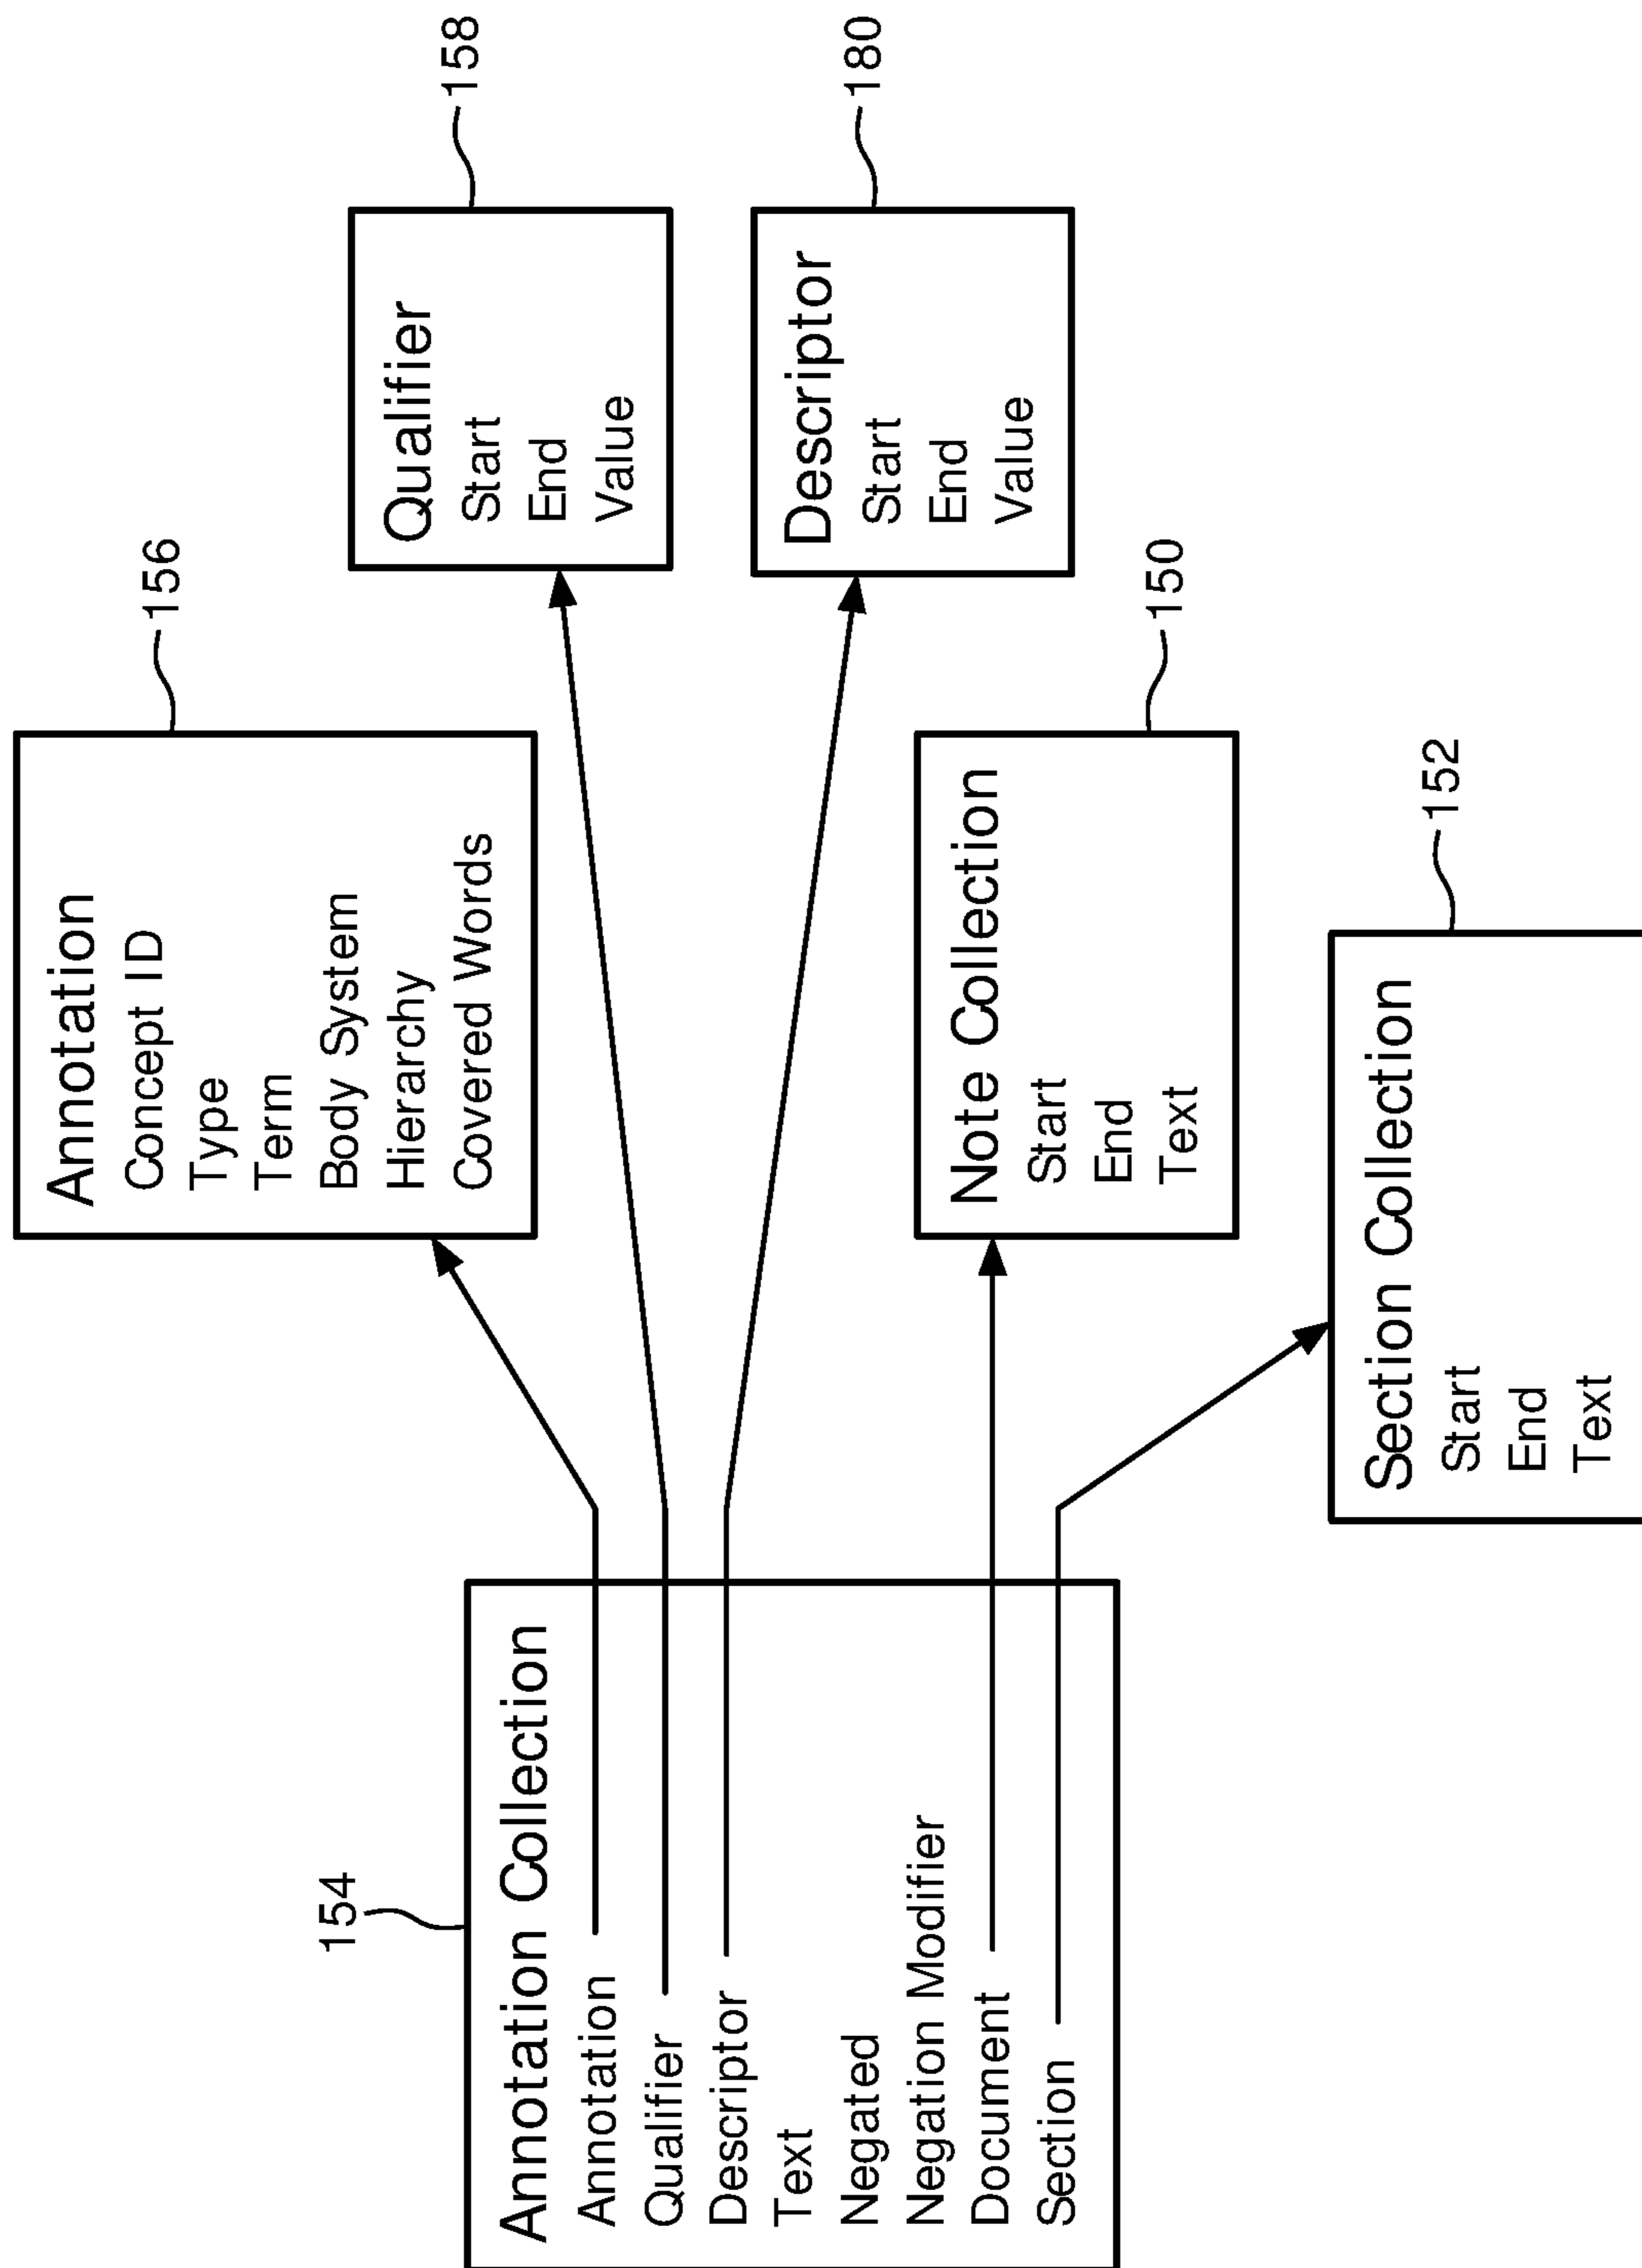 154
Annotation Collection
Annotation
Qualifier
Descriptor
Text
Negated
Negation Modifier
Document
Section
156
Annotation
Concept ID
Type
Term
Body System
Hierarchy
Covered Words
158
Qualifier
Start
End
Value
180
Descriptor
Start
End
Value
150
Note Collection
Start
End
Text
152
Section Collection
Start
End
Text